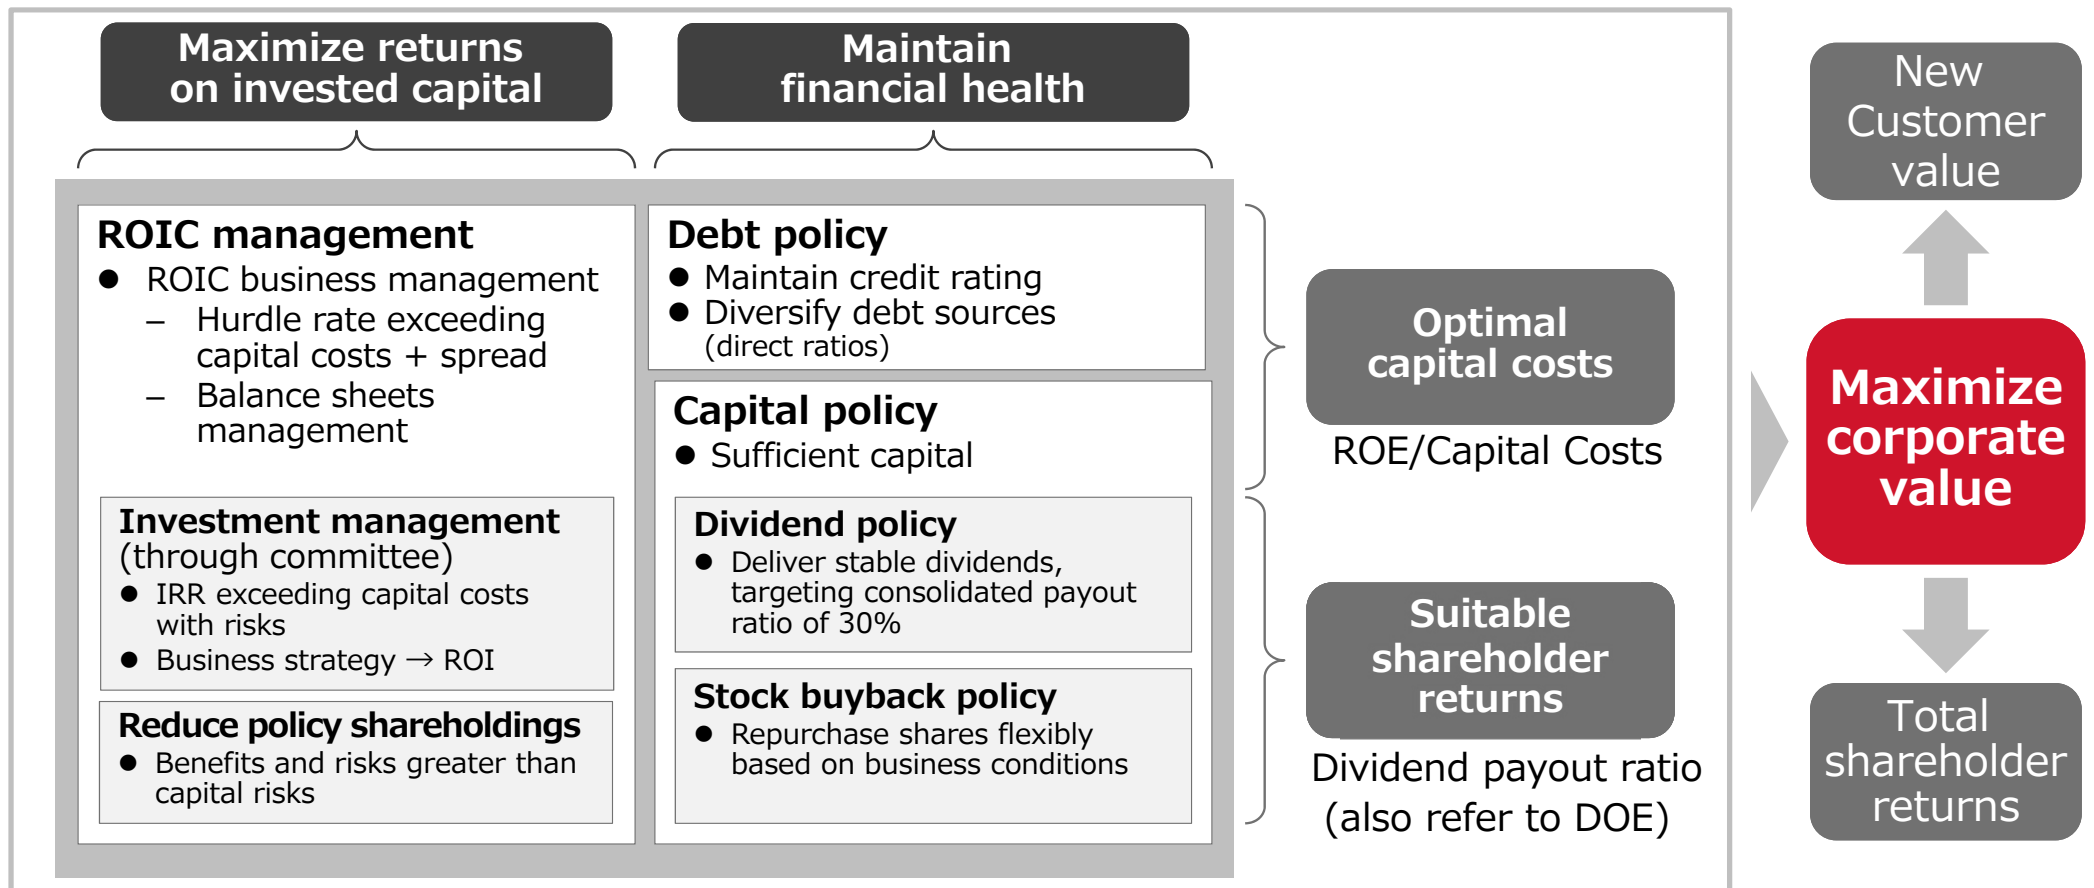 Maximize returns
on invested capital
Maintain
financial health
ROIC management
● ROIC business management
– Hurdle rate exceeding
capital costs + spread
– Balance sheets
management
Investment management
(through committee)
● IRR exceeding capital costs
with risks
● Business strategy → ROI
Reduce policy shareholdings
● Benefits and risks greater than
capital risks
Debt policy
● Maintain credit rating
● Diversify debt sources
(direct ratios)
Capital policy
● Sufficient capital
Dividend policy
● Deliver stable dividends,
targeting consolidated payout
ratio of 30%
Stock buyback policy
● Repurchase shares flexibly
based on business conditions
Optimal
capital costs
ROE/Capital Costs
Suitable
shareholder
returns
Dividend payout ratio
(also refer to DOE)
New
Customer
value
Maximize
corporate
value
Total
shareholder
returns